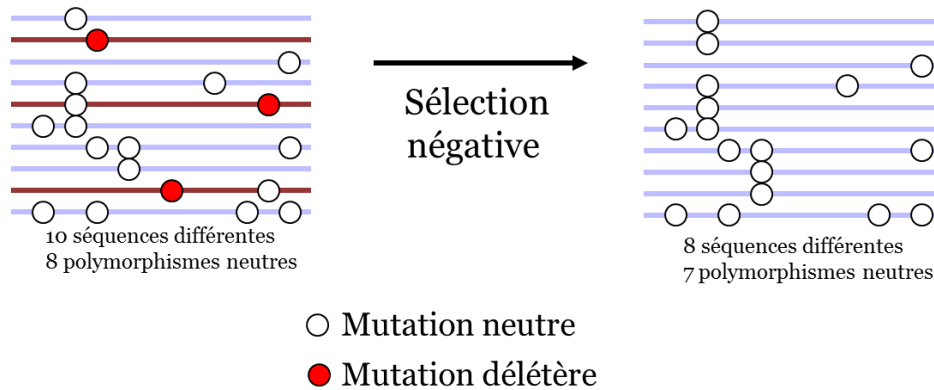 Sélection
négative
10 séquences différentes
8 polymorphismes neutres
8 séquences différentes
7 polymorphismes neutres
Mutation neutre
Mutation délétère